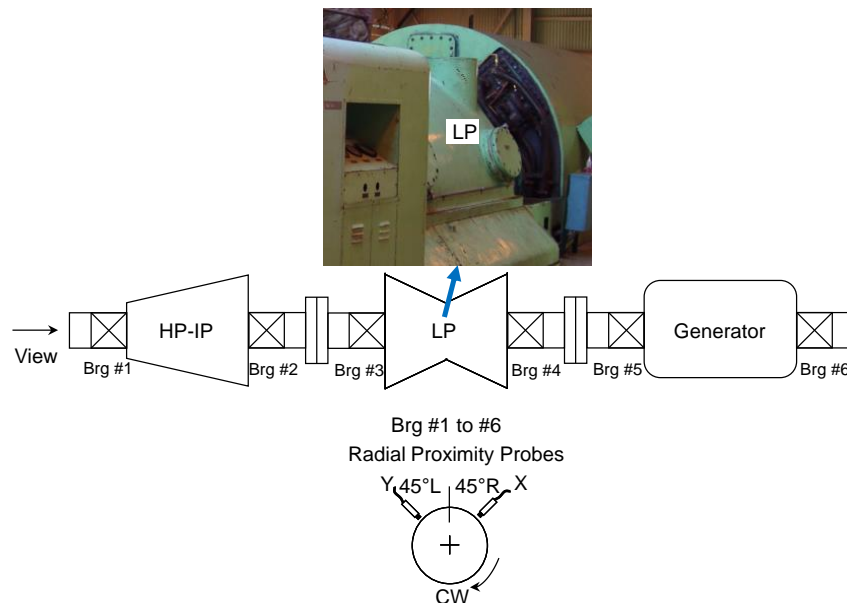 LP
HP-IP
LP
Generator
View
Brg #1
Brg #2
Brg #3
Brg #4
Brg #5
Brg #6
Brg #1 to #6
Radial Proximity Probes
Y 45°L 45°R X
CW